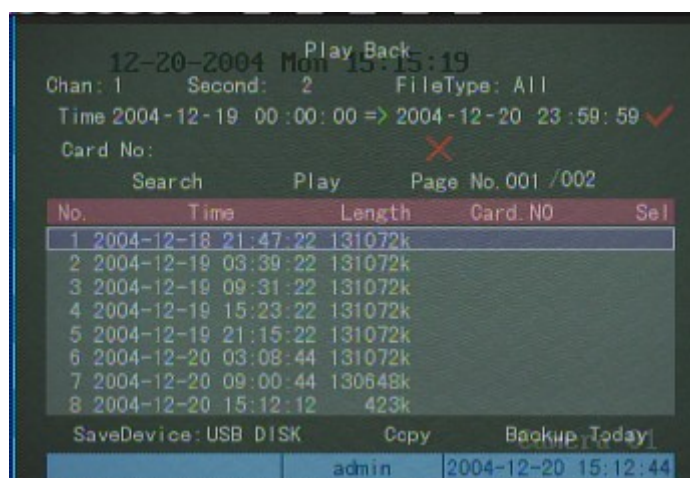 Play Back
12-20-2004 Mon 15:15:19
Chan: 1 Second: 2 FileType: All
Time 2004-12-19 00:00:00 => 2004-12-20 23:59:59
Card No:
Search Play Page No. 001 /002
No. Time Length Card.NO Sel
1 2004-12-18 21:47:22 131072k
2 2004-12-19 03:39:22 131072k
3 2004-12-19 09:31:22 131072k
4 2004-12-19 15:23:22 131072k
5 2004-12-19 21:15:22 131072k
6 2004-12-20 03:08:44 131072k
7 2004-12-20 09:00:44 130648k
8 2004-12-20 15:12:12 423k
SaveDevice: USB DISK Copy Backup Today
Camera 01
admin 2004-12-20 15:12:44